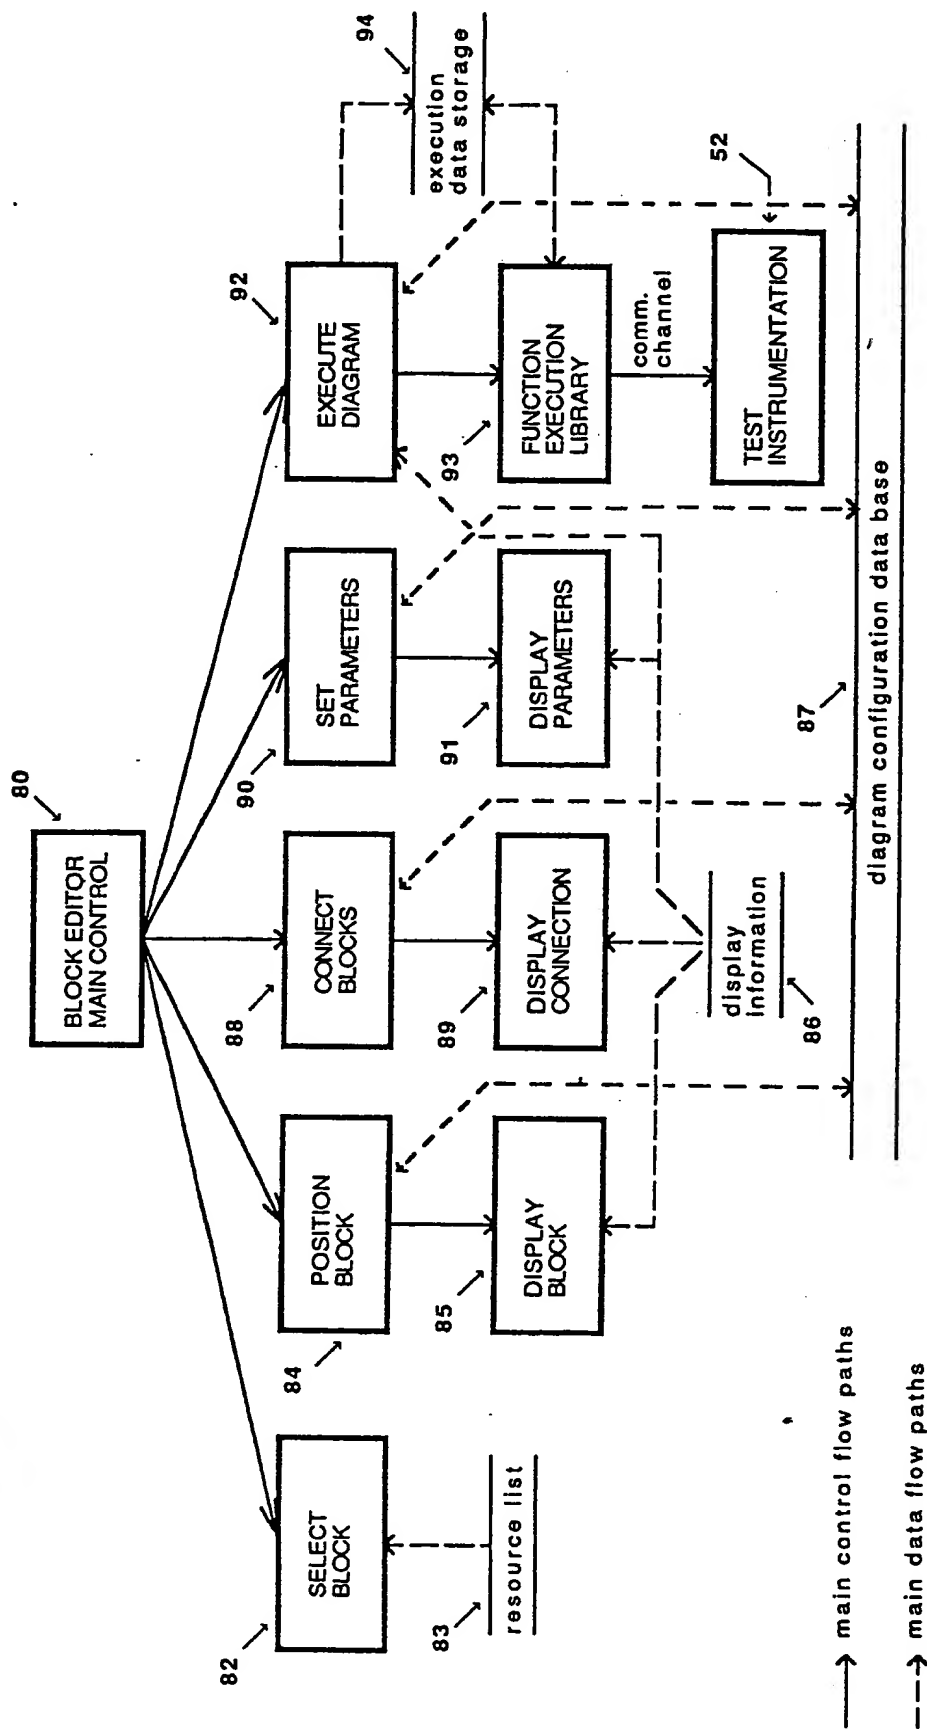 80
BLOCK EDITOR
MAIN CONTROL
82
SELECT
BLOCK
84
POSITION
BLOCK
88
CONNECT
BLOCKS
90
SET
PARAMETERS
92
EXECUTE
DIAGRAM
94
execution
data storage
83
resource list
85
DISPLAY
BLOCK
89
DISPLAY
CONNECTION
91
DISPLAY
PARAMETERS
93
FUNCTION
EXECUTION
LIBRARY
comm.
channel
52
TEST
INSTRUMENTATION
display
information
86
87
diagram configuration data base
main control flow paths
main data flow paths